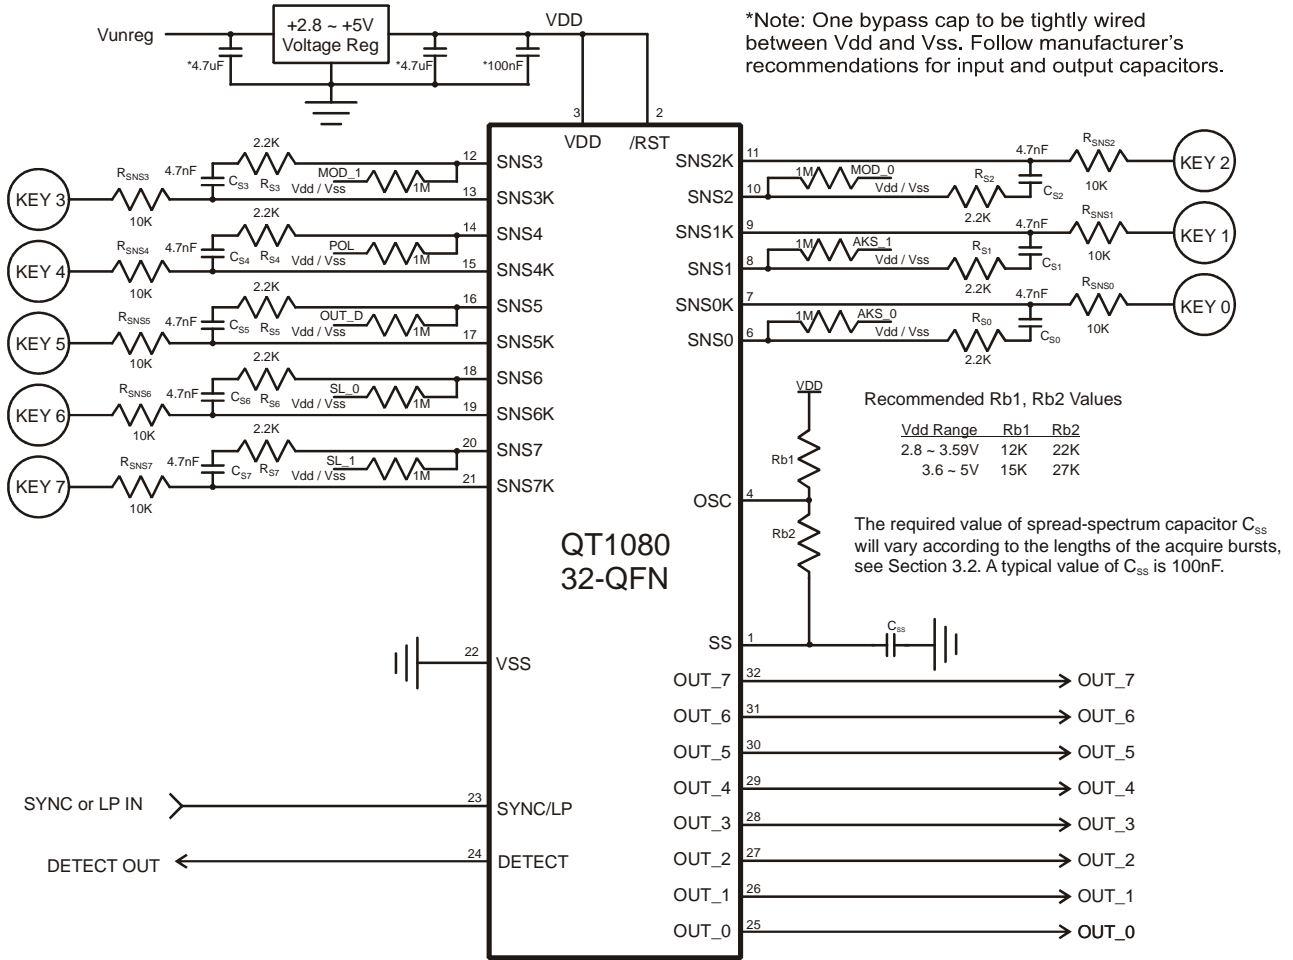 Vunreg
+2.8 ~ +5V
Voltage Reg
VDD
*4.7uF
*4.7uF
*100nF
*Note: One bypass cap to be tightly wired
between Vdd and Vss. Follow manufacturer's
recommendations for input and output capacitors.
3
2
VDD
/RST
KEY 3
RSNS3
10K
4.7nF
CS3
2.2K
RS3
MOD_1
Vdd / Vss
1M
12
SNS3
13
SNS3K
KEY 4
RSNS4
10K
4.7nF
CS4
2.2K
RS4
POL
Vdd / Vss
1M
14
SNS4
15
SNS4K
KEY 5
RSNS5
10K
4.7nF
CS5
2.2K
RS5
OUT_D
Vdd / Vss
1M
16
SNS5
17
SNS5K
KEY 6
RSNS6
10K
4.7nF
CS6
2.2K
RS6
SL_0
Vdd / Vss
1M
18
SNS6
19
SNS6K
KEY 7
RSNS7
10K
4.7nF
CS7
2.2K
RS7
SL_1
Vdd / Vss
1M
20
SNS7
21
SNS7K
SNS2K
11
SNS2
10
1M
MOD_0
Vdd / Vss
RS2
2.2K
4.7nF
CS2
RSNS2
10K
KEY 2
SNS1K
9
SNS1
8
1M
AKS_1
Vdd / Vss
RS1
2.2K
4.7nF
CS1
RSNS1
10K
KEY 1
SNS0K
7
SNS0
6
1M
AKS_0
Vdd / Vss
RS0
2.2K
4.7nF
CS0
RSNS0
10K
KEY 0
VDD
Rb1
OSC
4
Rb2
Recommended Rb1, Rb2 Values
Vdd Range Rb1 Rb2
2.8 ~ 3.59V 12K 22K
3.6 ~ 5V 15K 27K
The required value of spread-spectrum capacitor CSS
will vary according to the lengths of the acquire bursts,
see Section 3.2. A typical value of CSS is 100nF.
QT1080
32-QFN
SS
1
CSS
22
VSS
SYNC or LP IN
23
SYNC/LP
DETECT OUT
24
DETECT
OUT_7 32 OUT_7
OUT_6 31 OUT_6
OUT_5 30 OUT_5
OUT_4 29 OUT_4
OUT_3 28 OUT_3
OUT_2 27 OUT_2
OUT_1 26 OUT_1
OUT_0 25 OUT_0